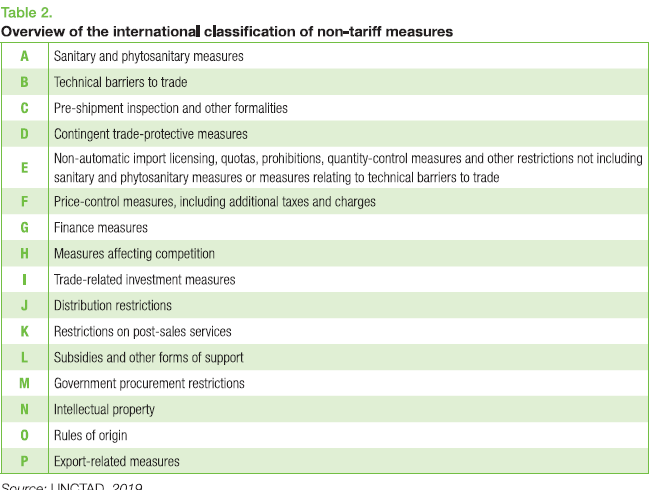 Table 2.
Overview of the international classification of non-tariff measures
A Sanitary and phytosanitary measures
B Technical barriers to trade
C Pre-shipment inspection and other formalities
D Contingent trade-protective measures
E Non-automatic import licensing, quotas, prohibitions, quantity-control measures and other restrictions not including
sanitary and phytosanitary measures or measures relating to technical barriers to trade
F Price-control measures, including additional taxes and charges
G Finance measures
H Measures affecting competition
I Trade-related investment measures
J Distribution restrictions
K Restrictions on post-sales services
L Subsidies and other forms of support
M Government procurement restrictions
N Intellectual property
O Rules of origin
P Export-related measures
Source: UNCTAD, 2019